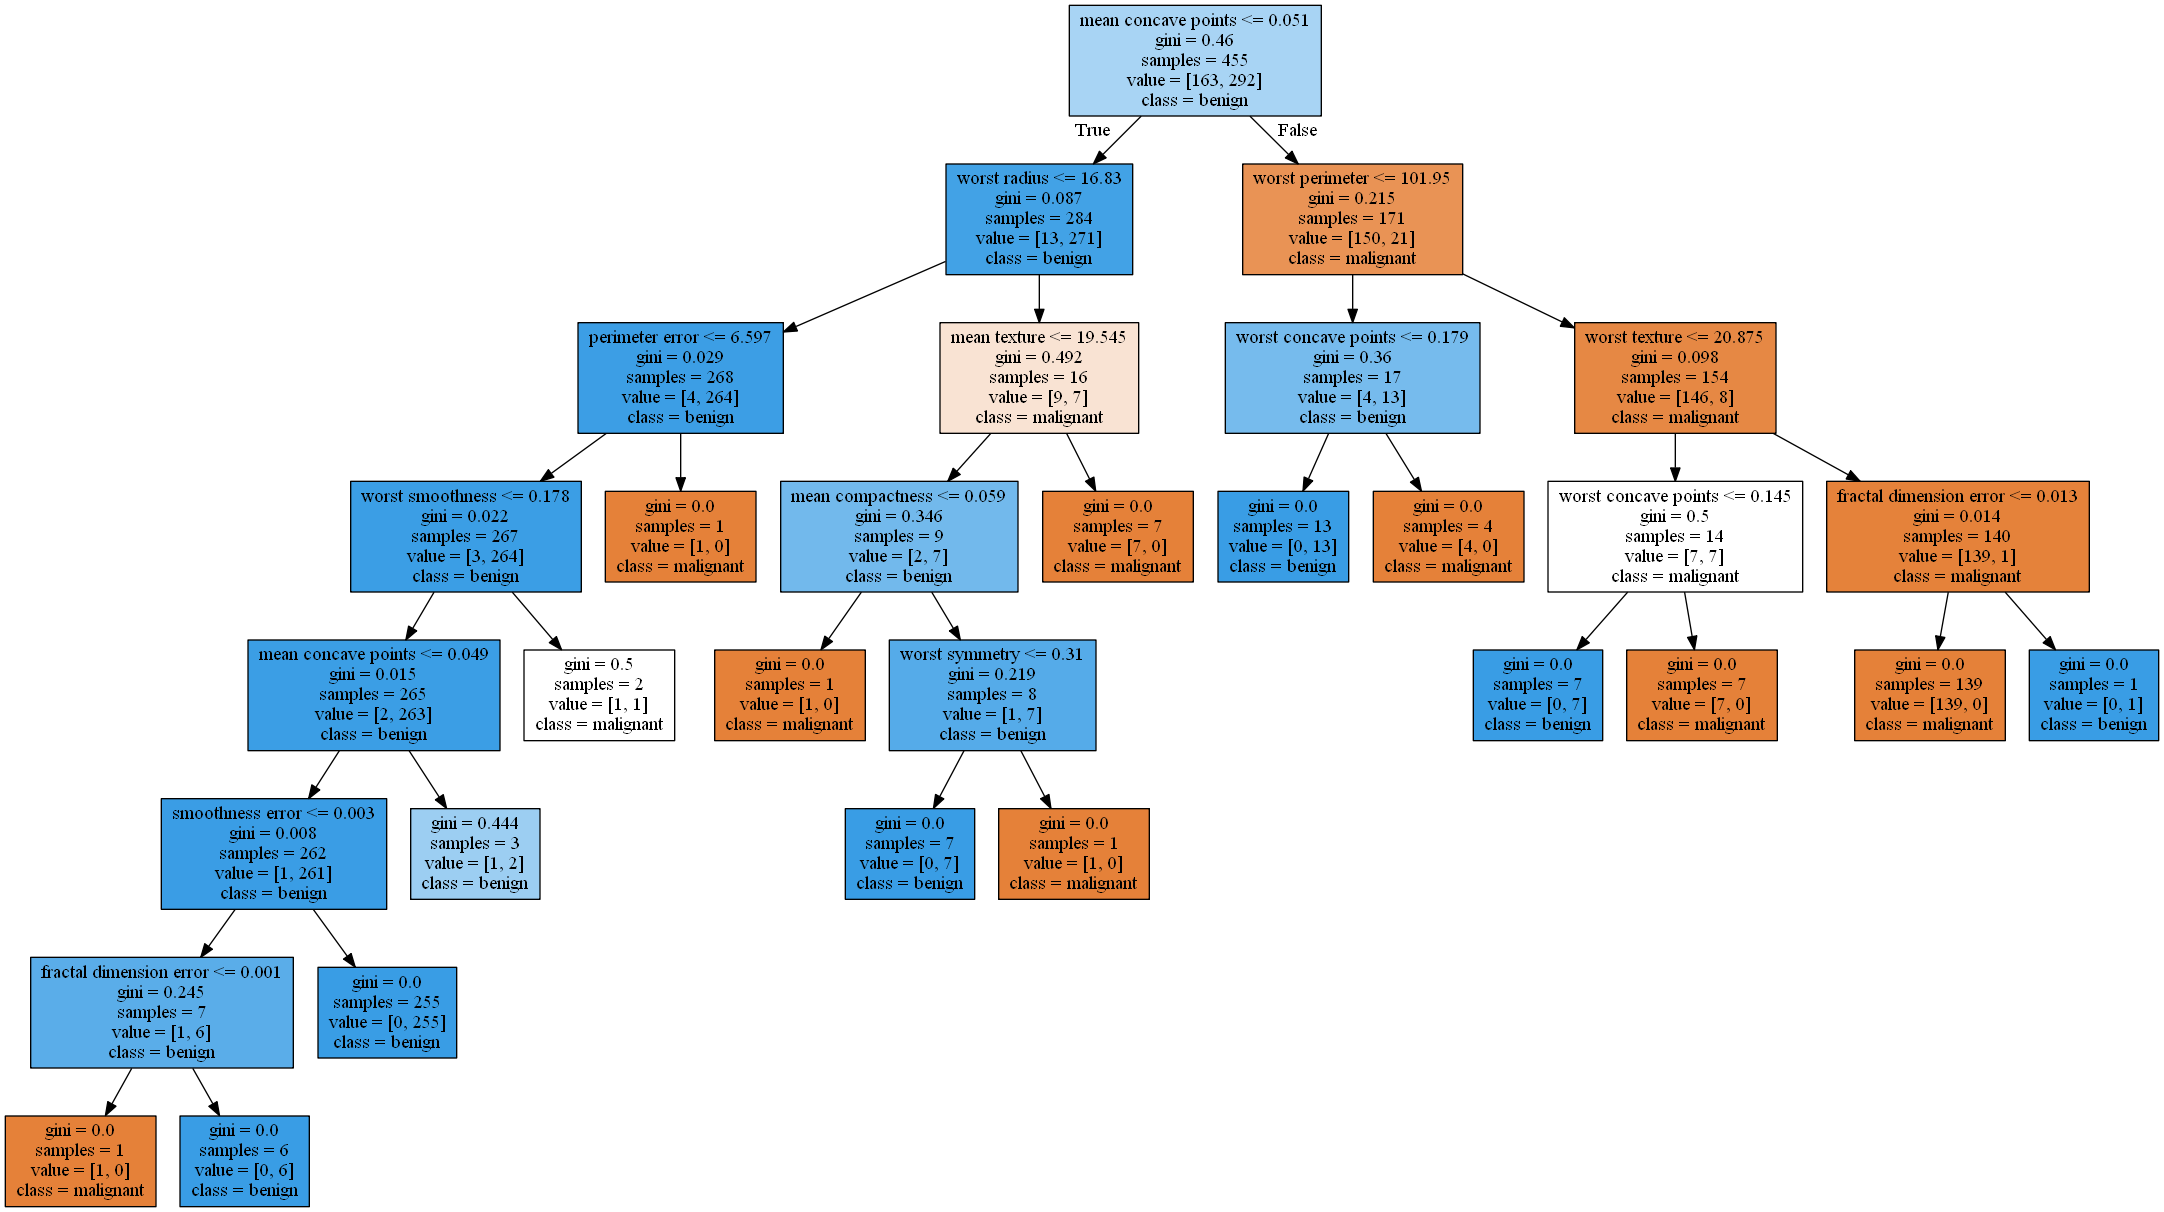 mean concave points <= 0.051
gini = 0.46
samples = 455
value = [163, 292]
class = benign
True
False
worst radius <= 16.83
gini = 0.087
samples = 284
value = [13, 271]
class = benign
worst perimeter <= 101.95
gini = 0.215
samples = 171
value = [150, 21]
class = malignant
perimeter error <= 6.597
gini = 0.029
samples = 268
value = [4, 264]
class = benign
mean texture <= 19.545
gini = 0.492
samples = 16
value = [9, 7]
class = malignant
worst concave points <= 0.179
gini = 0.36
samples = 17
value = [4, 13]
class = benign
worst texture <= 20.875
gini = 0.098
samples = 154
value = [146, 8]
class = malignant
worst smoothness <= 0.178
gini = 0.022
samples = 267
value = [3, 264]
class = benign
gini = 0.0
samples = 1
value = [1, 0]
class = malignant
mean compactness <= 0.059
gini = 0.346
samples = 9
value = [2, 7]
class = benign
gini = 0.0
samples = 7
value = [7, 0]
class = malignant
gini = 0.0
samples = 13
value = [0, 13]
class = benign
gini = 0.0
samples = 4
value = [4, 0]
class = malignant
worst concave points <= 0.145
gini = 0.5
samples = 14
value = [7, 7]
class = malignant
fractal dimension error <= 0.013
gini = 0.014
samples = 140
value = [139, 1]
class = malignant
mean concave points <= 0.049
gini = 0.015
samples = 265
value = [2, 263]
class = benign
gini = 0.5
samples = 2
value = [1, 1]
class = malignant
gini = 0.0
samples = 1
value = [1, 0]
class = malignant
worst symmetry <= 0.31
gini = 0.219
samples = 8
value = [1, 7]
class = benign
gini = 0.0
samples = 7
value = [0, 7]
class = benign
gini = 0.0
samples = 7
value = [7, 0]
class = malignant
gini = 0.0
samples = 139
value = [139, 0]
class = malignant
gini = 0.0
samples = 1
value = [0, 1]
class = benign
smoothness error <= 0.003
gini = 0.008
samples = 262
value = [1, 261]
class = benign
gini = 0.444
samples = 3
value = [1, 2]
class = benign
gini = 0.0
samples = 7
value = [0, 7]
class = benign
gini = 0.0
samples = 1
value = [1, 0]
class = malignant
fractal dimension error <= 0.001
gini = 0.245
samples = 7
value = [1, 6]
class = benign
gini = 0.0
samples = 255
value = [0, 255]
class = benign
gini = 0.0
samples = 1
value = [1, 0]
class = malignant
gini = 0.0
samples = 6
value = [0, 6]
class = benign